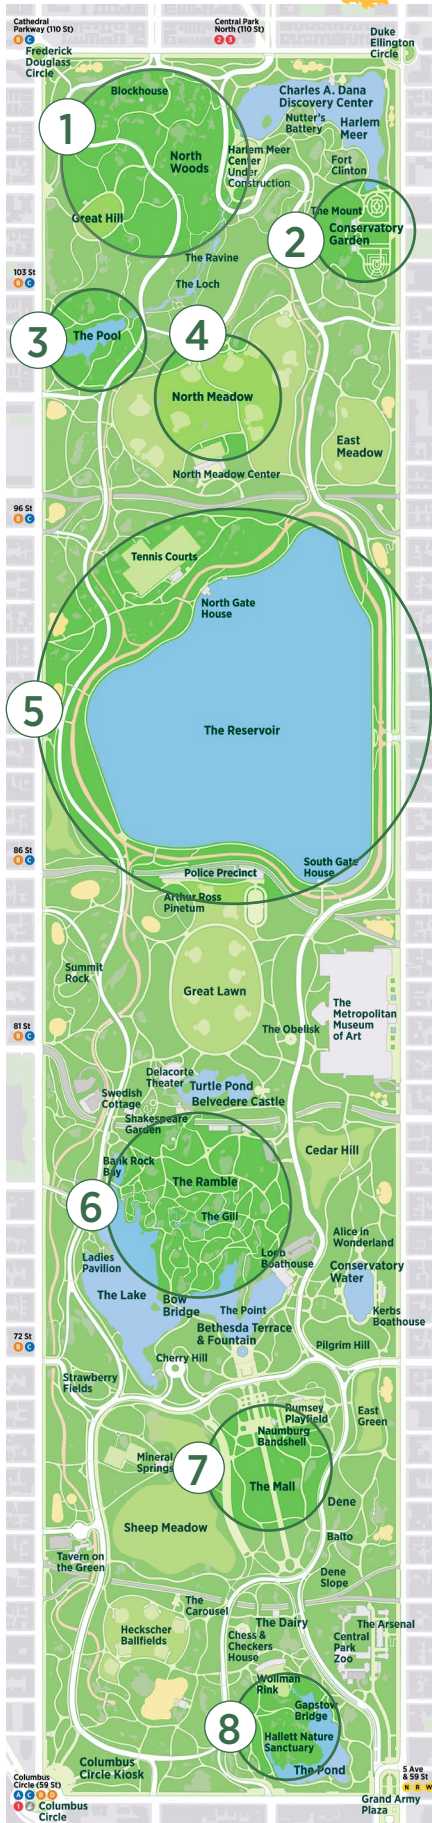 Cathedral
Parkway (110 St)
B C
Central Park
North (110 St)
2 3
Duke
Ellington
Circle
Frederick
Douglass
Circle
Blockhouse
Charles A. Dana
Discovery Center
Nutter's
Battery
Harlem
Meer
1
North
Woods
Harlem Meer
Center
Under
Construction
Fort
Clinton
Great Hill
The Mount
2
Conservatory
Garden
The Ravine
103 St
B C
The Loch
3
The Pool
4
North Meadow
East
Meadow
North Meadow Center
96 St
B C
Tennis Courts
North Gate
House
5
The Reservoir
86 St
B C
South Gate
House
Police Precinct
Arthur Ross
Pinetum
Summit
Rock
Great Lawn
The
Metropolitan
Museum
of Art
81 St
B C
The Obelisk
Delacorte
Theater
Turtle Pond
Swedish
Cottage
Belvedere Castle
Shakespeare
Garden
Cedar Hill
Bank Rock
Bay
The Ramble
6
The Gill
Alice in
Wonderland
Ladies
Pavilion
Loeb
Boathouse
Conservatory
Water
The Lake
Bow
Bridge
The Point
Kerbs
Boathouse
72 St
B C
Bethesda Terrace
& Fountain
Pilgrim Hill
Cherry Hill
Strawberry
Fields
Rumsey
Playfield
East
Green
Naumburg
Bandshell
Mineral
Springs
7
The Mall
Dene
Sheep Meadow
Balto
Tavern on
the Green
Dene
Slope
The
Carousel
Heckscher
Ballfields
The Dairy
The Arsenal
Chess &
Checkers
House
Central
Park
Zoo
Wollman
Rink
Gapstow
Bridge
8
Hallett Nature
Sanctuary
Columbus
Circle Kiosk
The Pond
Columbus
Circle (59 St)
A C B D
1
Columbus
Circle
5 Ave
& 59 St
N R W
Grand Army
Plaza